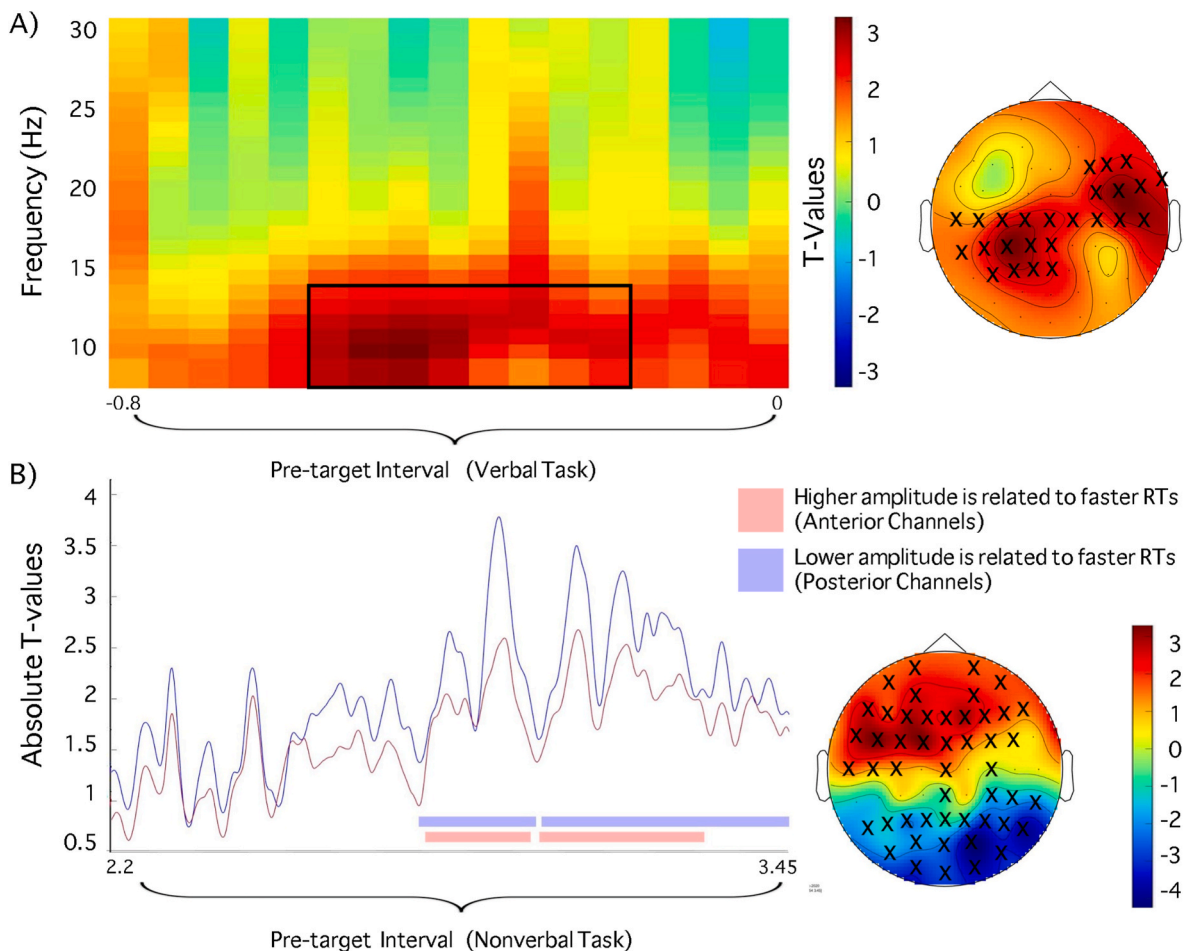 A)
Frequency (Hz)
30
25
20
15
10
-0.8
0
Pre-target Interval (Verbal Task)
T-Values
3
2
1
0
-1
-2
-3
X X X
X X X X
X X X X X X X X X
X X X X X
X X X X
B)
Absolute T-values
4
3.5
3
2.5
2
1.5
1
0.5
2.2
3.45
Pre-target Interval (Nonverbal Task)
Higher amplitude is related to faster RTs
(Anterior Channels)
Lower amplitude is related to faster RTs
(Posterior Channels)
3
2
1
0
-1
-2
-3
-4